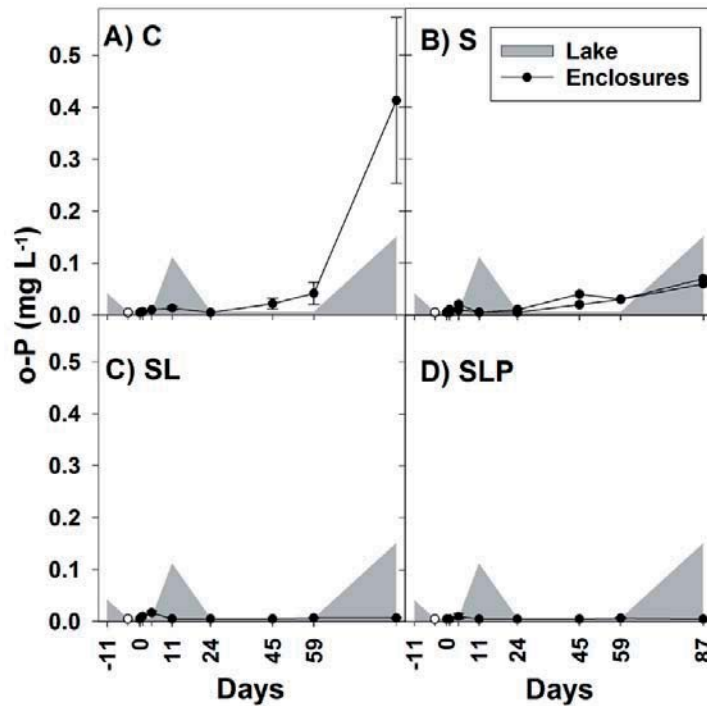 A) C
B) S
Lake
Enclosures
0.5
0.4
0.3
0.2
0.1
0.0
o-P (mg L⁻¹)
C) SL
D) SLP
0.5
0.4
0.3
0.2
0.1
0.0
-11
0
11
24
45
59
-11
0
11
24
45
59
87
Days
Days